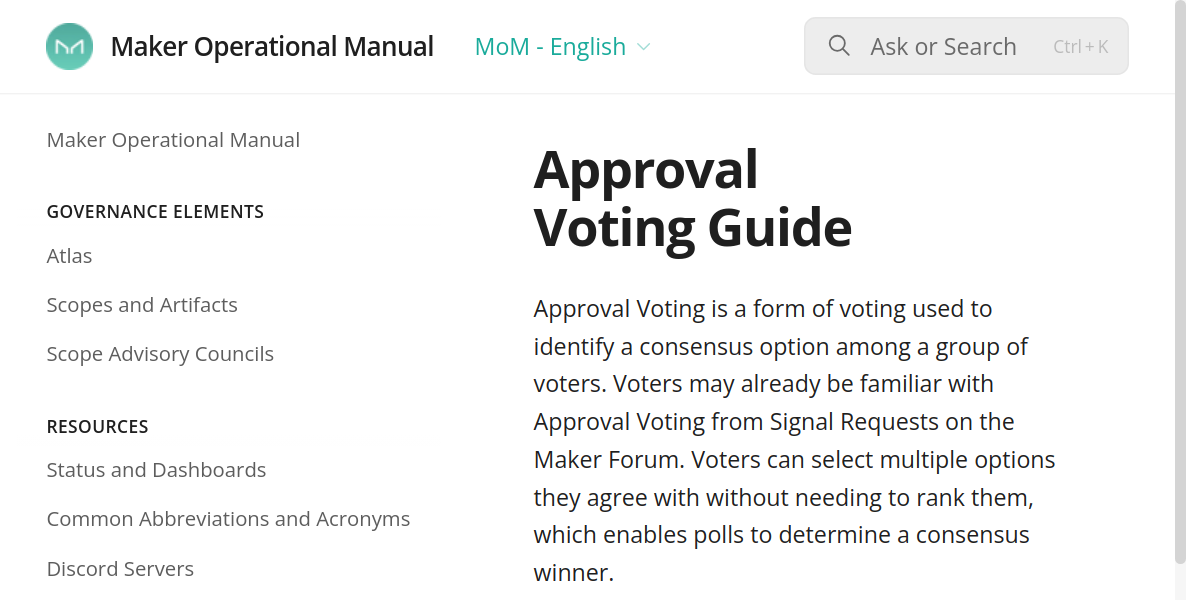 Maker Operational Manual
MoM - English
Ask or Search
Ctrl + K
Maker Operational Manual
GOVERNANCE ELEMENTS
Atlas
Scopes and Artifacts
Scope Advisory Councils
RESOURCES
Status and Dashboards
Common Abbreviations and Acronyms
Discord Servers
Approval
Voting Guide
Approval Voting is a form of voting used to
identify a consensus option among a group of
voters. Voters may already be familiar with
Approval Voting from Signal Requests on the
Maker Forum. Voters can select multiple options
they agree with without needing to rank them,
which enables polls to determine a consensus
winner.